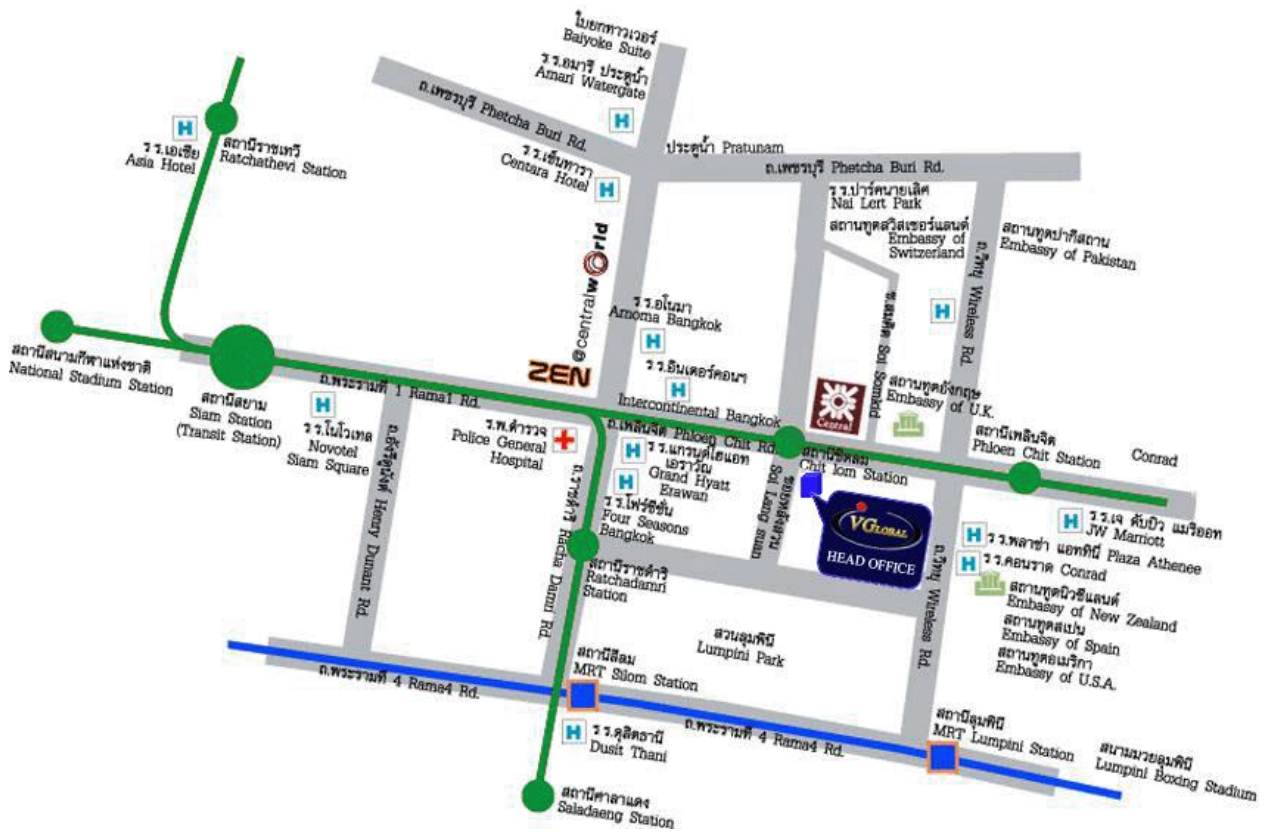 ใบยกทาวเวอร์
Baiyoke Suite
ร.ร.อมารี ประตูน้ำ
Amari Watergate
H
ถ.เพชรบุรี Phetcha Buri Rd.
H
ร.ร.เอเชีย
Asia Hotel
สถานีราชเทวี
Ratchathevi Station
ร.ร.เซ็นทารา
Centara Hotel
H
ประตูน้ำ Pratunam
ถ.เพชรบุรี Phetcha Buri Rd.
ร.ร.ปาร์คนายเลิศ
Nai Lert Park
สถานทูตสวิสเซอร์แลนด์
Embassy of
Switzerland
H
ถ.วิทยุ Wireless Rd.
สถานทูตปากีสถาน
Embassy of Pakistan
ซ.สมคิด Soi Somkid
ZEN @centralworld
ร.ร.อโนมา
Arnoma Bangkok
H
ร.ร.อินเตอร์คอนฯ
H
Intercontinental Bangkok
Central
สถานทูตอังกฤษ
Embassy of U.K.
สถานีสนามกีฬาแห่งชาติ
National Stadium Station
สถานีสยาม
Siam Station
(Transit Station)
ถ.พระรามที่ 1 Rama1 Rd.
H
ร.ร.โนโวเทล
Novotel
Siam Square
ถ.อังรีดูนังต์ Henry Dunant Rd.
ร.พ.ตำรวจ
Police General
Hospital
ถ.เพลินจิต Phloen Chit Rd.
H
ร.ร.แกรนด์ไฮแอท
เอราวัณ
Grand Hyatt
Erawan
H
ร.ร.โฟร์ซีซั่น
Four Seasons
Bangkok
ถ.ราชดำริ Racha Damri Rd.
สถานีราชดำริ
Ratchadamri
Station
ซอยหลังสวน
Soi Lang suan
สถานีชิดลม
Chit lom Station
VGLOBAL
HEAD OFFICE
สถานีเพลินจิต
Phloen Chit Station
Conrad
H
ร.ร.เจ ดับบิว แมริออท
JW Marriott
H
ร.ร.พลาซ่า แอททินี Plaza Athenee
H
ร.ร.คอนราด Conrad
สถานทูตนิวซีแลนด์
Embassy of New Zealand
สถานทูตสเปน
Embassy of Spain
สถานทูตอเมริกา
Embassy of U.S.A.
ถ.วิทยุ Wireless Rd.
สวนลุมพินี
Lumpini Park
ถ.พระรามที่ 4 Rama4 Rd.
สถานีสีลม
MRT Silom Station
ถ.พระรามที่ 4 Rama4 Rd.
H
ร.ร.ดุสิตธานี
Dusit Thani
สถานีลุมพินี
MRT Lumpini Station
สนามมวยลุมพินี
Lumpini Boxing Stadium
สถานีศาลาแดง
Saladaeng Station